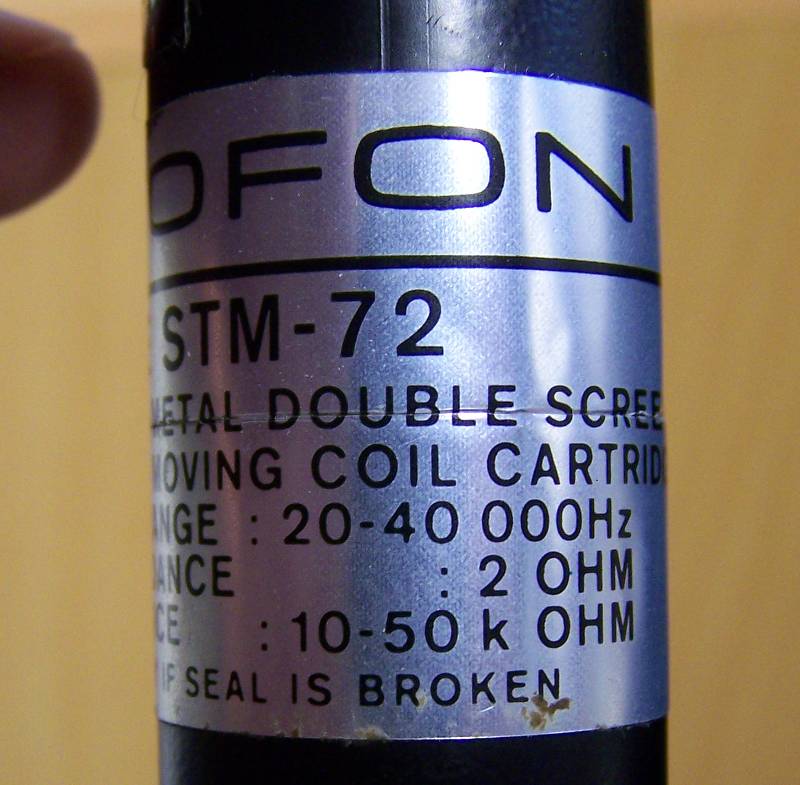 OFON
STM-72
METAL DOUBLE SCREE
MOVING COIL CARTRID
ANGE : 20-40 000Hz
DANCE : 2 OHM
CE : 10-50 k OHM
IF SEAL IS BROKEN